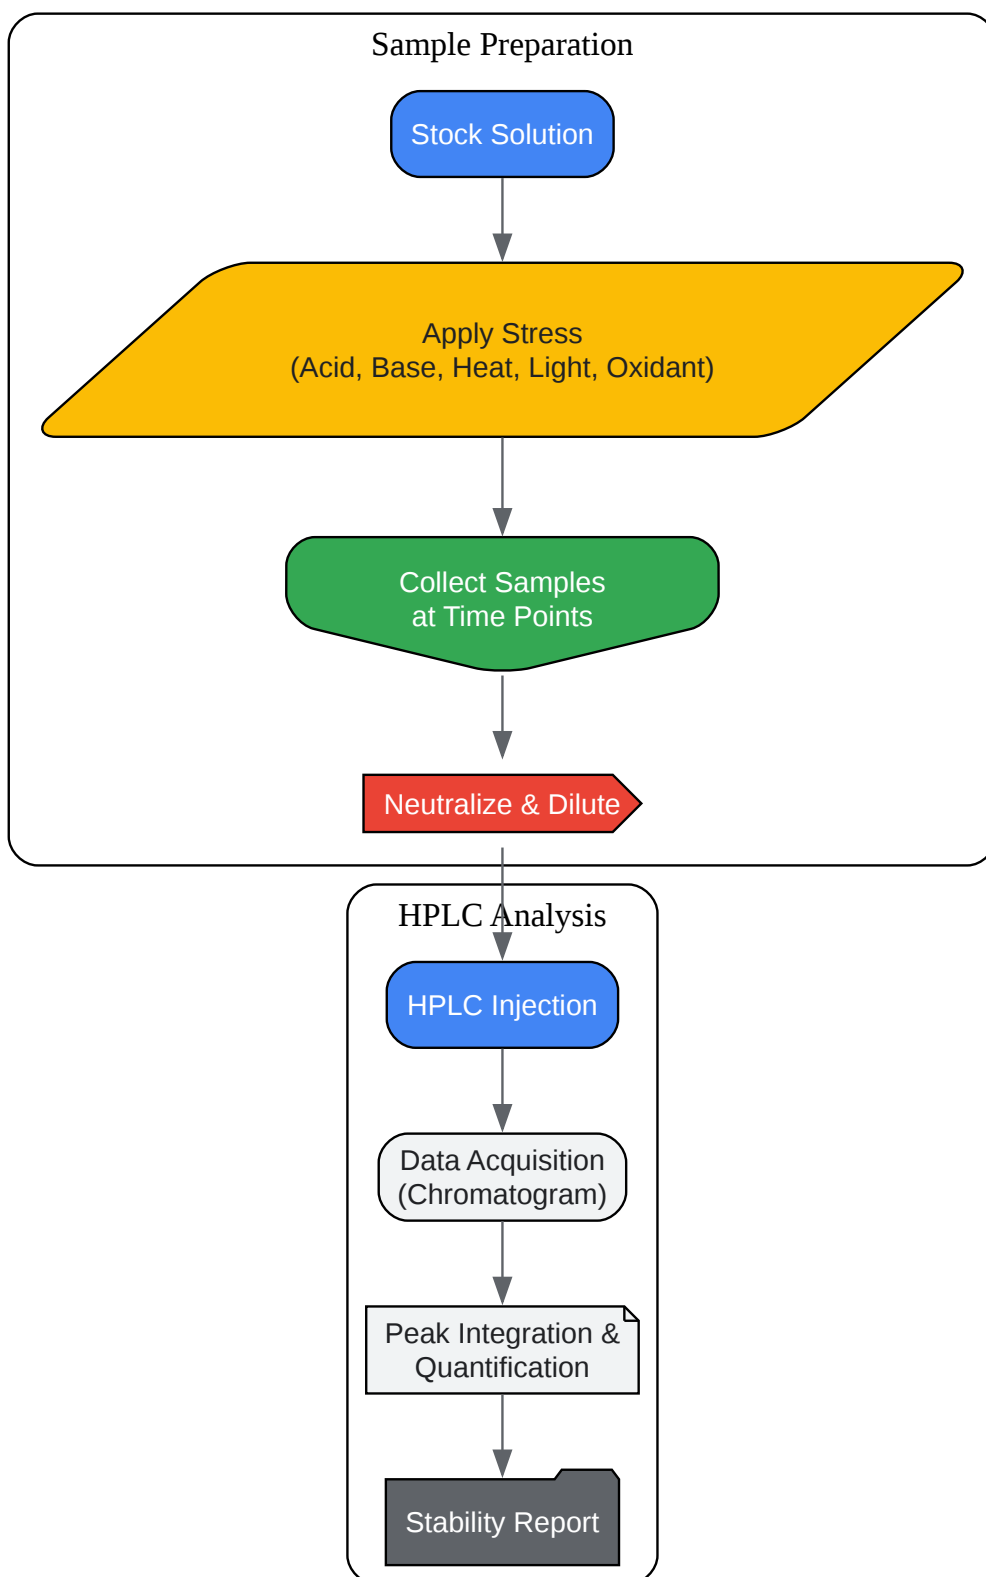 Sample Preparation
Stock Solution
Apply Stress
(Acid, Base, Heat, Light, Oxidant)
Collect Samples
at Time Points
Neutralize & Dilute
HPLC Analysis
HPLC Injection
Data Acquisition
(Chromatogram)
Peak Integration &
Quantification
Stability Report